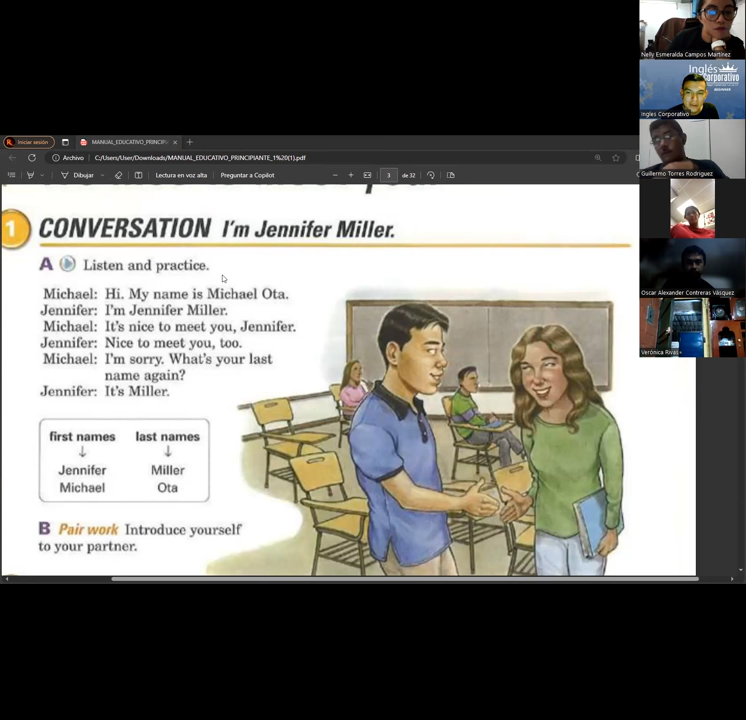 Nelly Esmeralda Campos Martinez
Inglés
Corporativo
Ingles Corporativo
Guillermo Torres Rodriguez
Oscar Alexander Contreras Vásquez
Verónica Rivas
Iniciar sesión
MANUAL_EDUCATIVO_PRINCIPI
Archivo
C:/Users/User/Downloads/MANUAL_EDUCATIVO_PRINCIPIANTE_1%20(1).pdf
Dibujar
Lectura en voz alta
Preguntar a Copilot
3 de 32
1 CONVERSATION I'm Jennifer Miller.
A Listen and practice.
Michael: Hi. My name is Michael Ota.
Jennifer: I'm Jennifer Miller.
Michael: It's nice to meet you, Jennifer.
Jennifer: Nice to meet you, too.
Michael: I'm sorry. What's your last
name again?
Jennifer: It's Miller.
first names last names
↓ ↓
Jennifer Miller
Michael Ota
B Pair work Introduce yourself
to your partner.